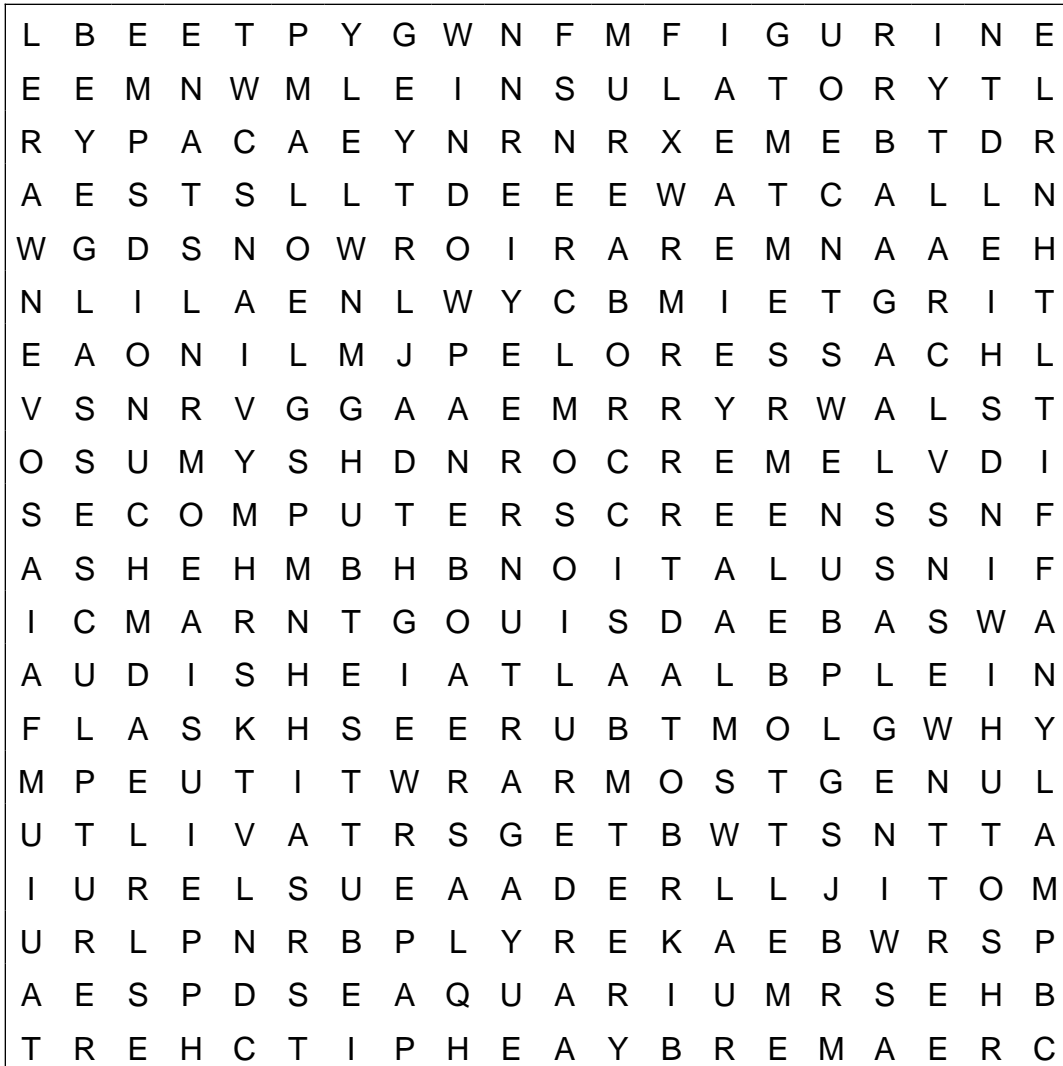 L B E E T P Y G W N F M F I G U R I N E
E E M N W M L E I N S U L A T O R Y T L
R Y P A C A E Y N R N R X E M E B T D R
A E S T S L L T D E E E W A T C A L L N
W G D S N O W R O I R A R E M N A A E H
N L I L A E N L W Y C B M I E T G R I T
E A O N I L M J P E L O R E S S A C H L
V S N R V G G A A E M R R Y R W A L S T
O S U M Y S H D N R O C R E M E L V D I
S E C O M P U T E R S C R E E N S S N F
A S H E H M B H B N O I T A L U S N I F
I C M A R N T G O U I S D A E B A S W A
A U D I S H E I A T L A A L B P L E I N
F L A S K H S E E R U B T M O L G W H Y
M P E U T I T W R A R M O S T G E N U L
U T L I V A T R S G E T B W T S N T T A
I U R E L S U E A A D E R L L J I T O M
U R L P N R B P L Y R E K A E B W R S P
A E S P D S E A Q U A R I U M R S E H B
T R E H C T I P H E A Y B R E M A E R C